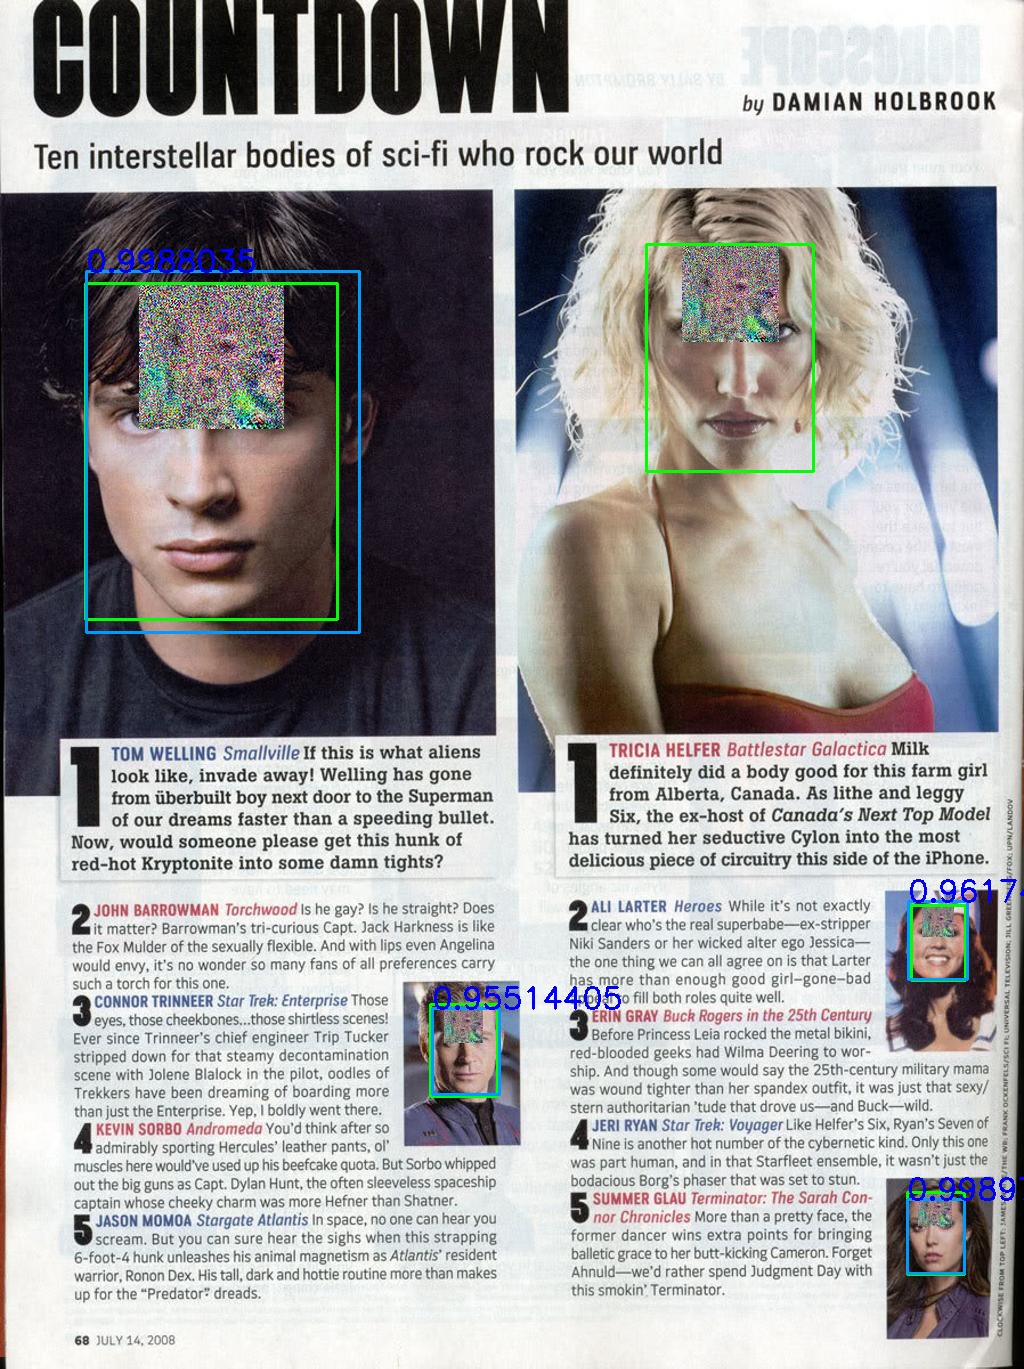 COUNTDOWN
by DAMIAN HOLBROOK
Ten interstellar bodies of sci-fi who rock our world
0.9988035
1 TOM WELLING Smallville If this is what aliens
look like, invade away! Welling has gone
from überbuilt boy next door to the Superman
of our dreams faster than a speeding bullet.
Now, would someone please get this hunk of
red-hot Kryptonite into some damn tights?
2 JOHN BARROWMAN Torchwood Is he gay? Is he straight? Does
it matter? Barrowman's tri-curious Capt. Jack Harkness is like
the Fox Mulder of the sexually flexible. And with lips even Angelina
would envy, it's no wonder so many fans of all preferences carry
such a torch for this one.
3 CONNOR TRINNEER Star Trek: Enterprise Those
eyes, those cheekbones...those shirtless scenes!
Ever since Trinneer's chief engineer Trip Tucker
stripped down for that steamy decontamination
scene with Jolene Blalock in the pilot, oodles of
Trekkers have been dreaming of boarding more
than just the Enterprise. Yep, I boldly went there.
0.95514405
4 KEVIN SORBO Andromeda You'd think after so
admirably sporting Hercules' leather pants, ol'
muscles here would've used up his beefcake quota. But Sorbo whipped
out the big guns as Capt. Dylan Hunt, the often sleeveless spaceship
captain whose cheeky charm was more Hefner than Shatner.
5 JASON MOMOA Stargate Atlantis In space, no one can hear you
scream. But you can sure hear the sighs when this strapping
6-foot-4 hunk unleashes his animal magnetism as Atlantis' resident
warrior, Ronon Dex. His tall, dark and hottie routine more than makes
up for the "Predator" dreads.
1 TRICIA HELFER Battlestar Galactica Milk
definitely did a body good for this farm girl
from Alberta, Canada. As lithe and leggy
Six, the ex-host of Canada's Next Top Model
has turned her seductive Cylon into the most
delicious piece of circuitry this side of the iPhone.
2 ALI LARTER Heroes While it's not exactly
clear who's the real superbabe—ex-stripper
Niki Sanders or her wicked alter ego Jessica—
the one thing we can all agree on is that Larter
has more than enough good girl–gone–bad
to fill both roles quite well.
0.9617
3 ERIN GRAY Buck Rogers in the 25th Century
Before Princess Leia rocked the metal bikini,
red-blooded geeks had Wilma Deering to wor-
ship. And though some would say the 25th-century military mama
was wound tighter than her spandex outfit, it was just that sexy/
stern authoritarian 'tude that drove us—and Buck—wild.
4 JERI RYAN Star Trek: Voyager Like Helfer's Six, Ryan's Seven of
Nine is another hot number of the cybernetic kind. Only this one
was part human, and in that Starfleet ensemble, it wasn't just the
bodacious Borg's phaser that was set to stun.
5 SUMMER GLAU Terminator: The Sarah Con-
nor Chronicles More than a pretty face, the
former dancer wins extra points for bringing
balletic grace to her butt-kicking Cameron. Forget
Ahnuld—we'd rather spend Judgment Day with
this smokin' Terminator.
0.9989
68 JULY 14, 2008